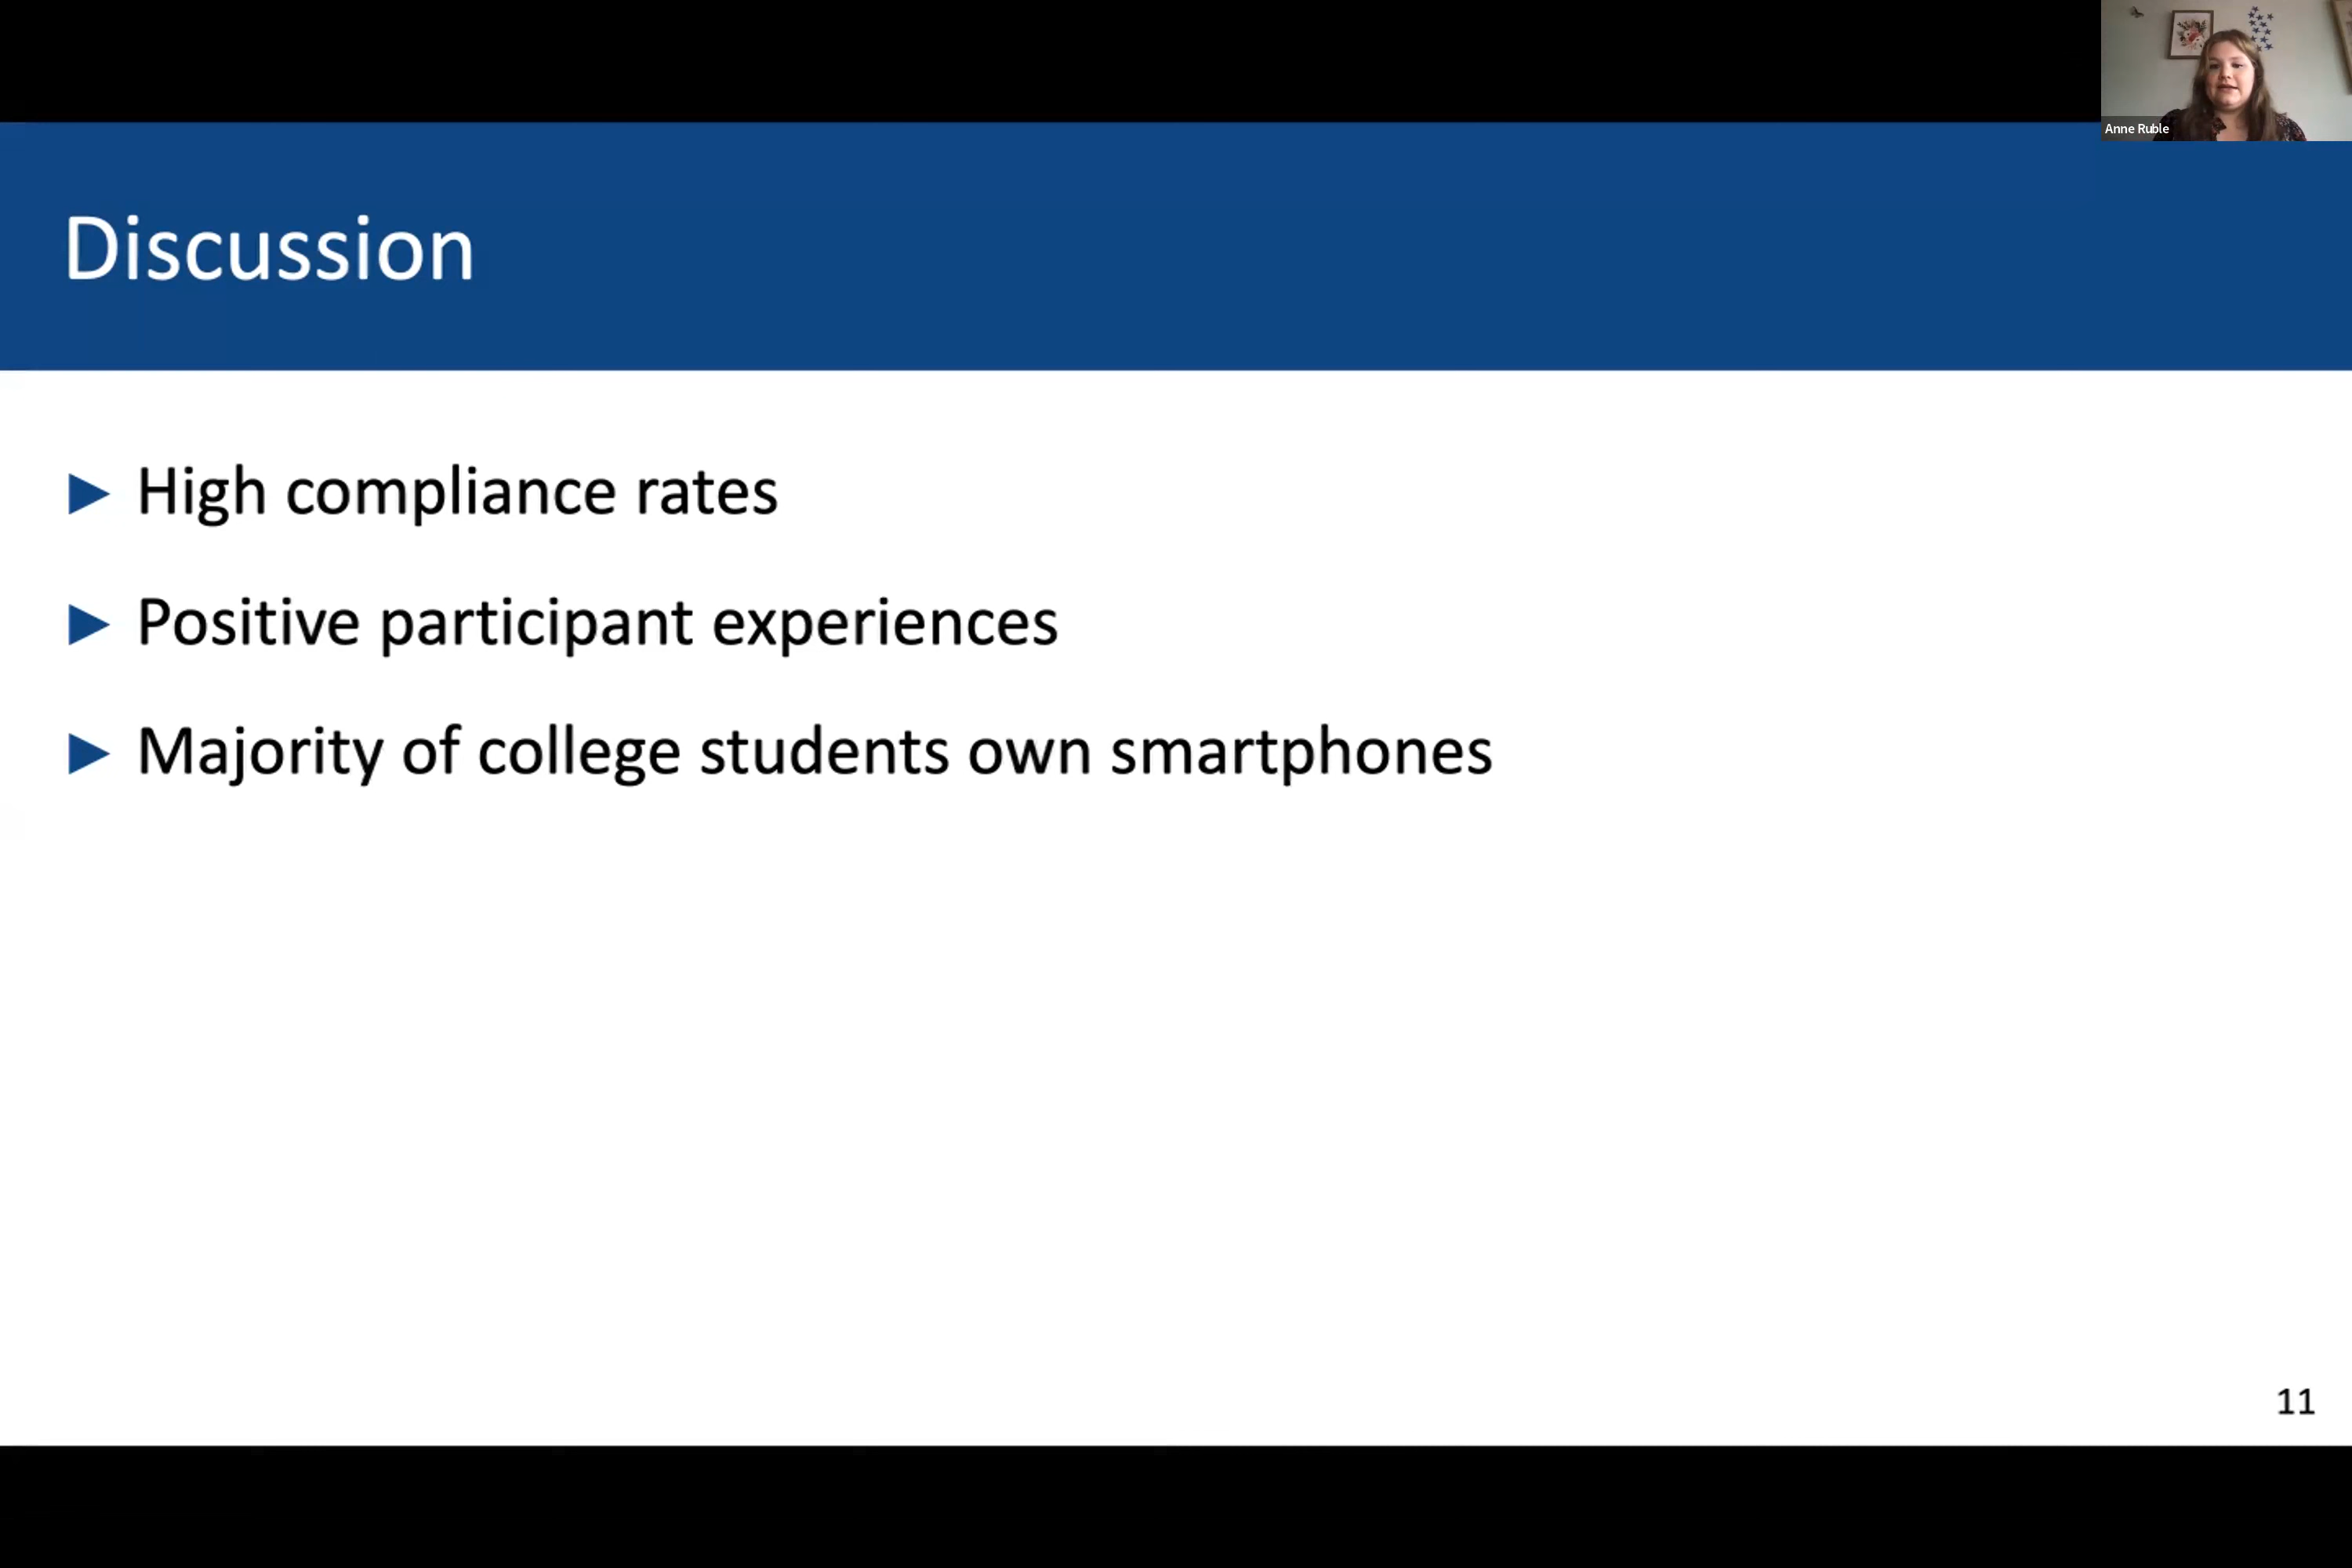 Anne Ruble
Discussion
High compliance rates
Positive participant experiences
Majority of college students own smartphones
11